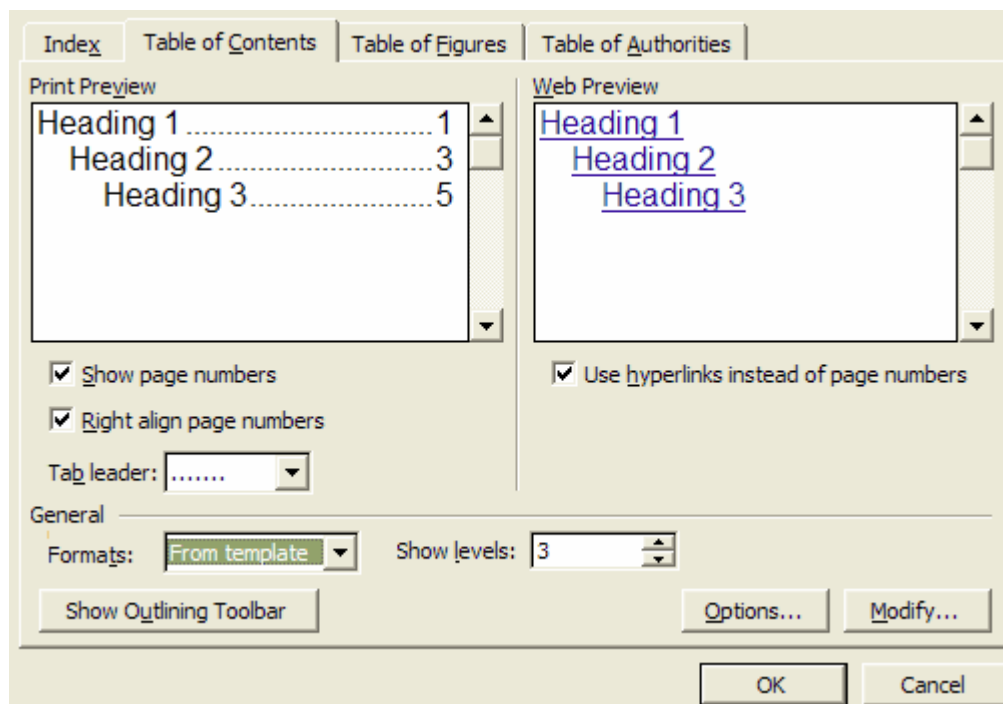 Index Table of Contents Table of Figures Table of Authorities
Print Preview
Heading 1..............................1
Heading 2..........................3
Heading 3......................5
Show page numbers
Right align page numbers
Tab leader: .......
Web Preview
Heading 1
Heading 2
Heading 3
Use hyperlinks instead of page numbers
General
Formats: From template Show levels: 3
Show Outlining Toolbar Options... Modify...
OK Cancel